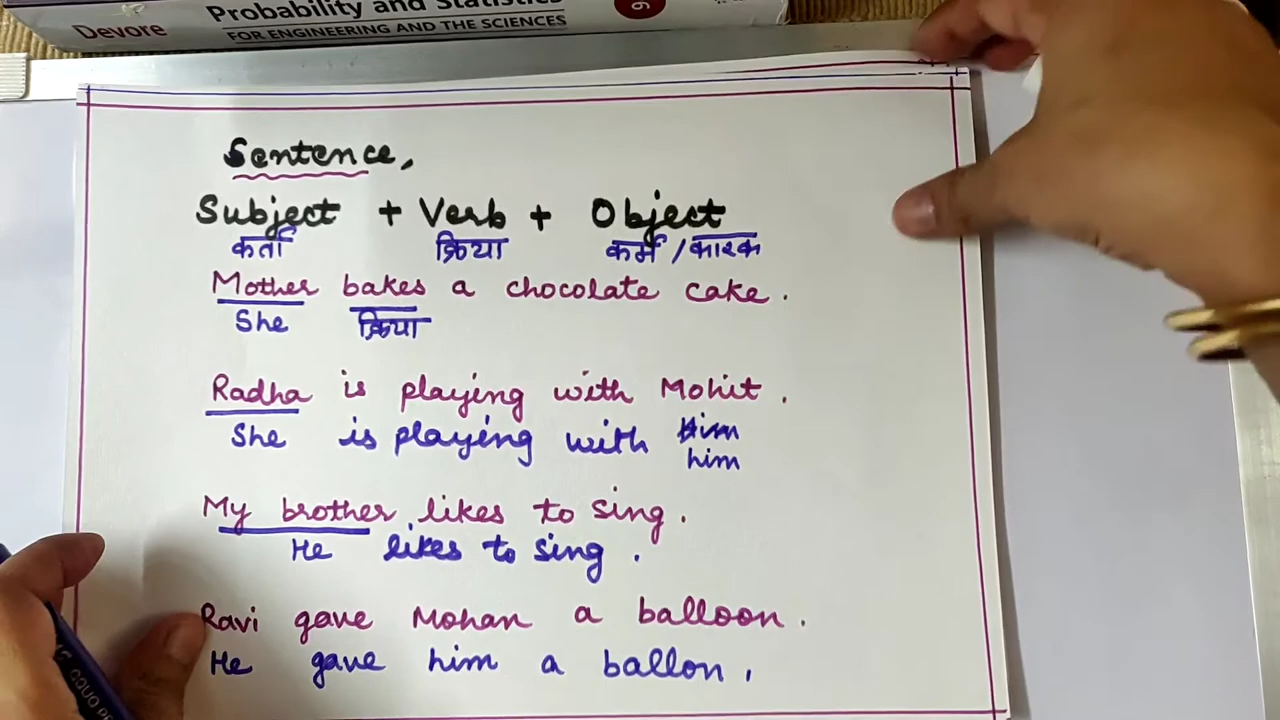 Devore
Probability and Statistics
FOR ENGINEERING AND THE SCIENCES
9
Sentence,
Subject + Verb + Object
कर्ता क्रिया कर्म / कारक
Mother bakes a chocolate cake.
She क्रिया
Radha is playing with Mohit.
She is playing with him
him
My brother likes to sing.
He likes to sing.
Ravi gave Mohan a balloon.
He gave him a ballon.